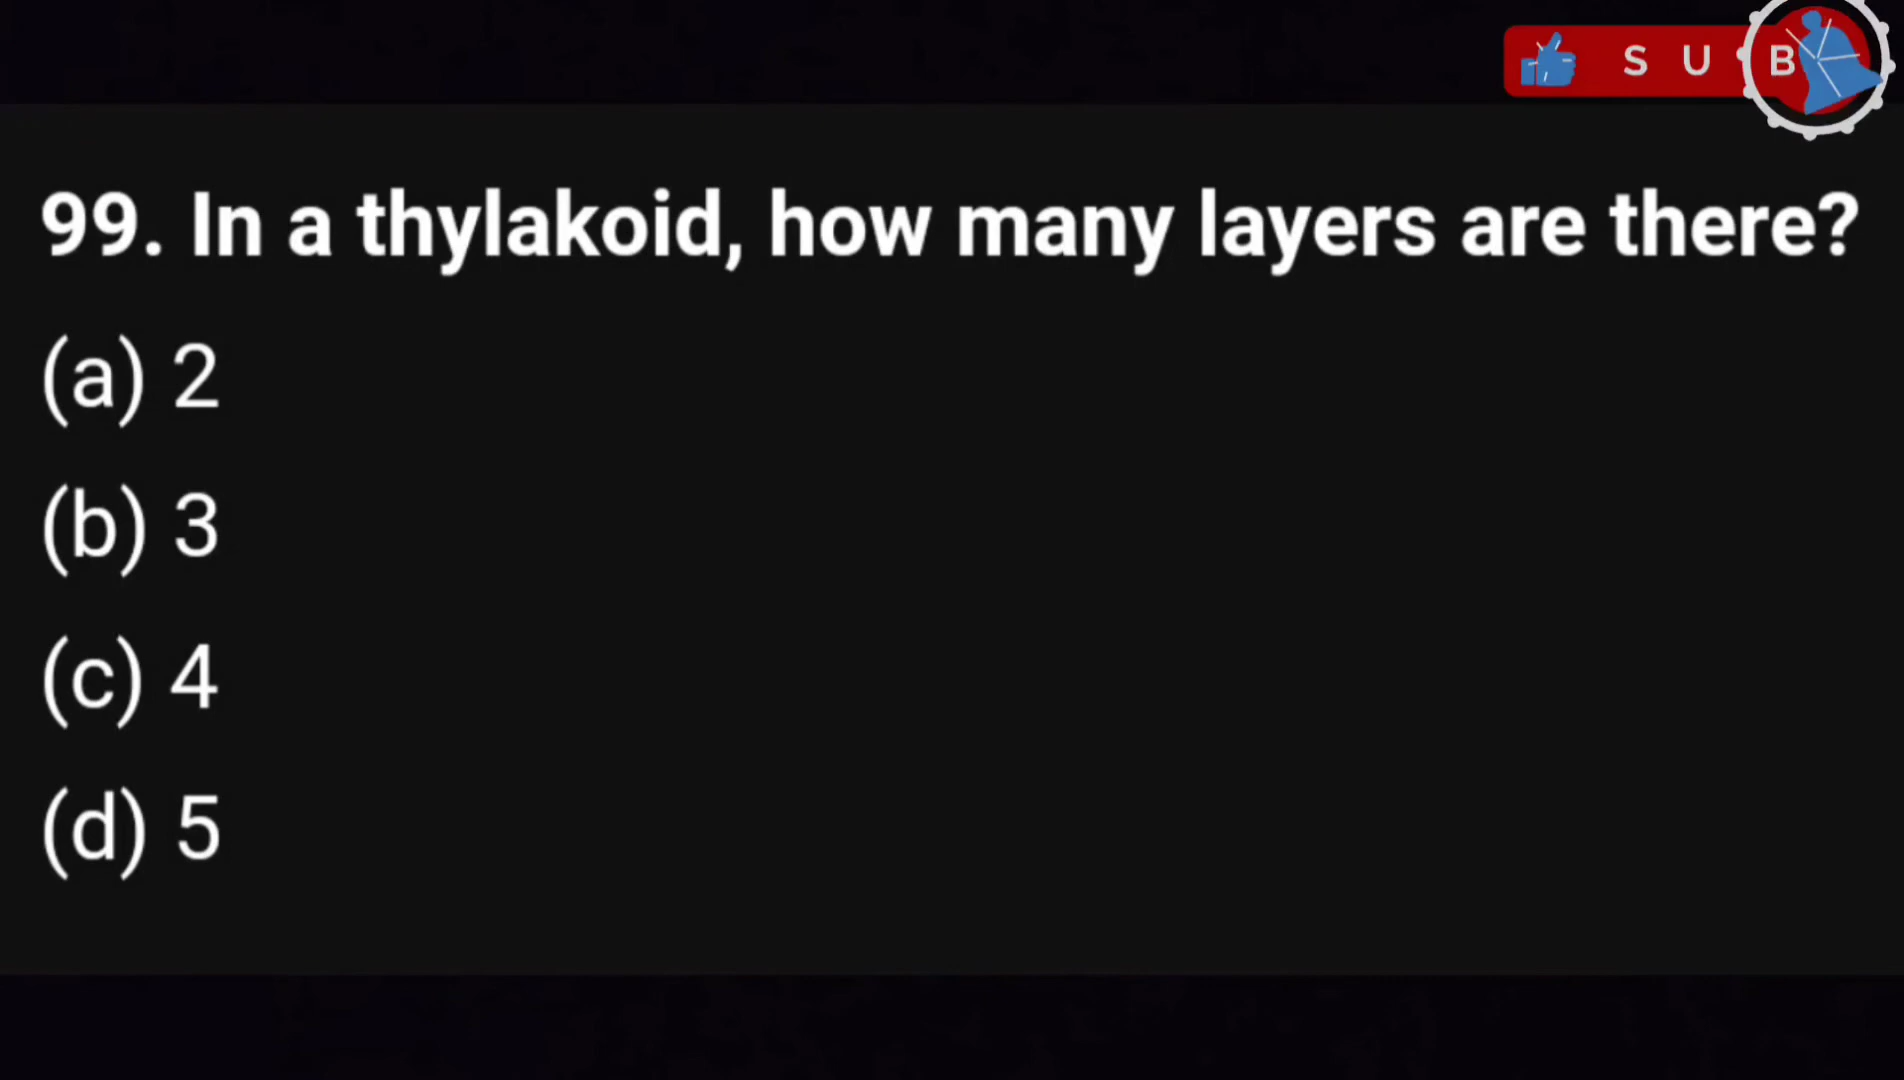 S U B
99. In a thylakoid, how many layers are there?
(a) 2
(b) 3
(c) 4
(d) 5